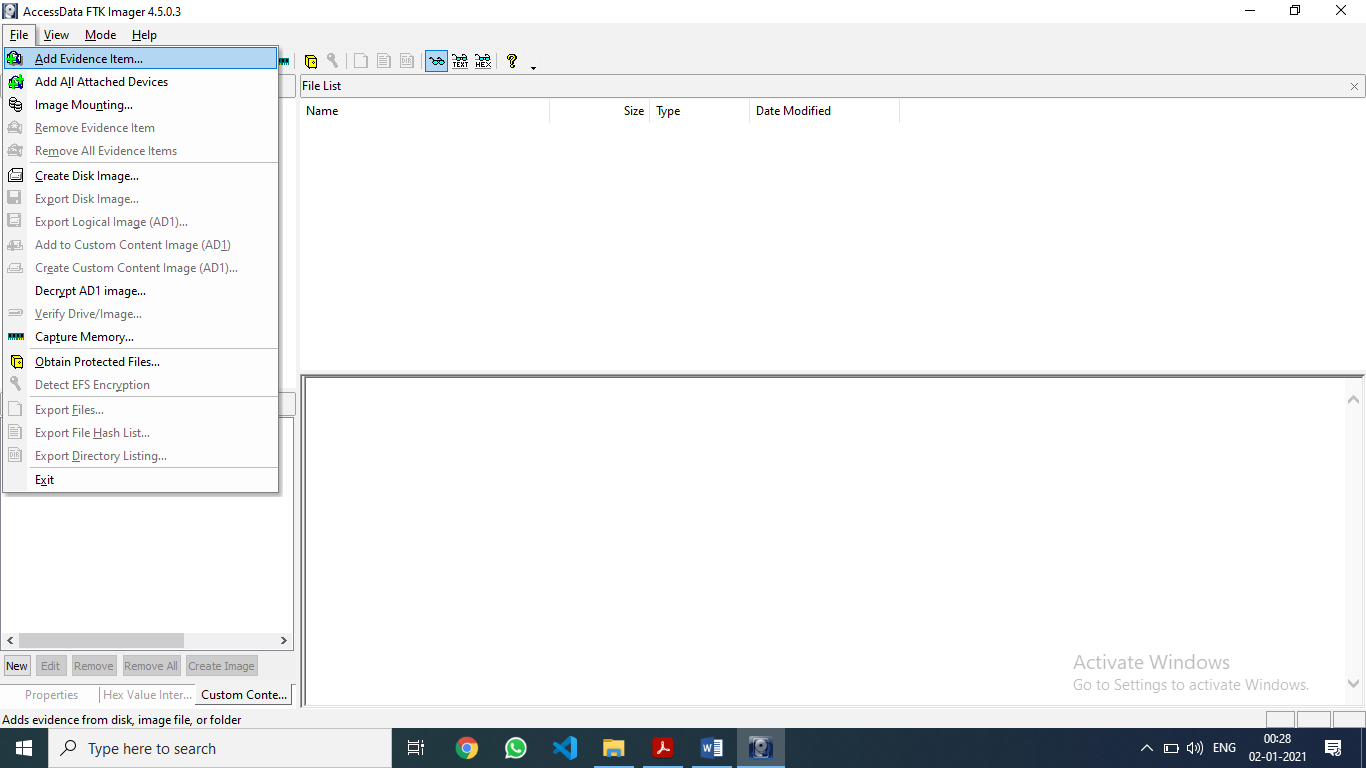 AccessData FTK Imager 4.5.0.3
File View Mode Help
Add Evidence Item...
Add All Attached Devices
Image Mounting...
Remove Evidence Item
Remove All Evidence Items
Create Disk Image...
Export Disk Image...
Export Logical Image (AD1)...
Add to Custom Content Image (AD1)
Create Custom Content Image (AD1)...
Decrypt AD1 image...
Verify Drive/Image...
Capture Memory...
Obtain Protected Files...
Detect EFS Encryption
Export Files...
Export File Hash List...
DIR Export Directory Listing...
Exit
DIR TEXT HEX ?
File List
Name Size Type Date Modified
New Edit Remove Remove All Create Image
Properties Hex Value Inter... Custom Conte...
Adds evidence from disk, image file, or folder
Activate Windows
Go to Settings to activate Windows.
Type here to search
ENG
00:28
02-01-2021